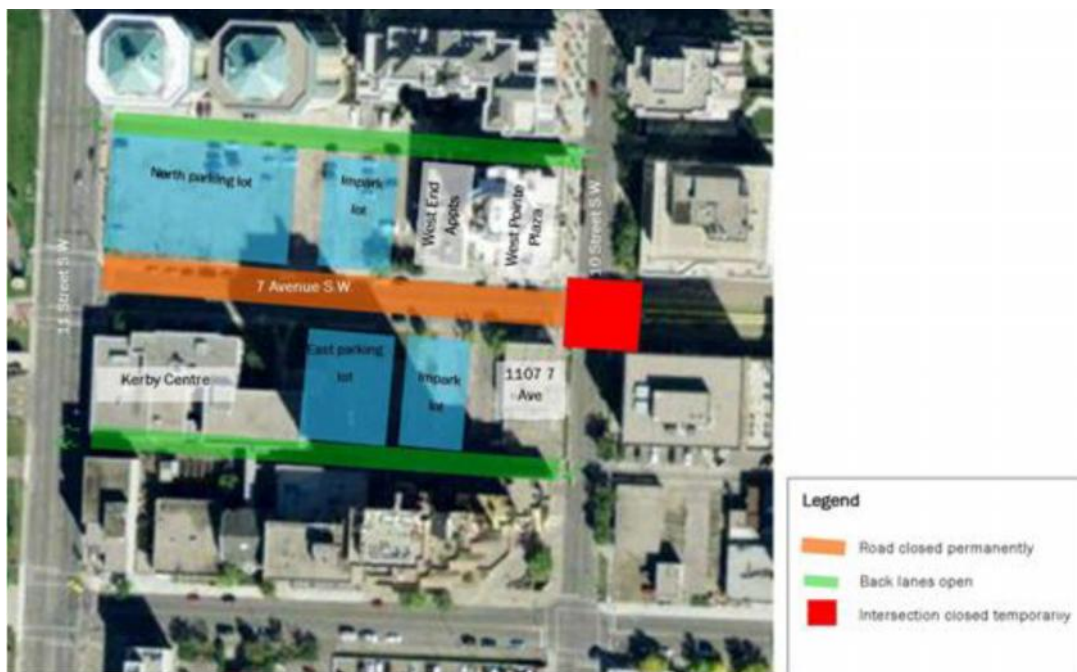 North parking lot
Impark
lot
West End
Appts
West Pointe
Plaza
10 Street S.W.
11 Street S.W.
7 Avenue S.W.
Kerby Centre
East parking
lot
Impark
lot
1107 7
Ave
Legend
Road closed permanently
Back lanes open
Intersection closed temporarily